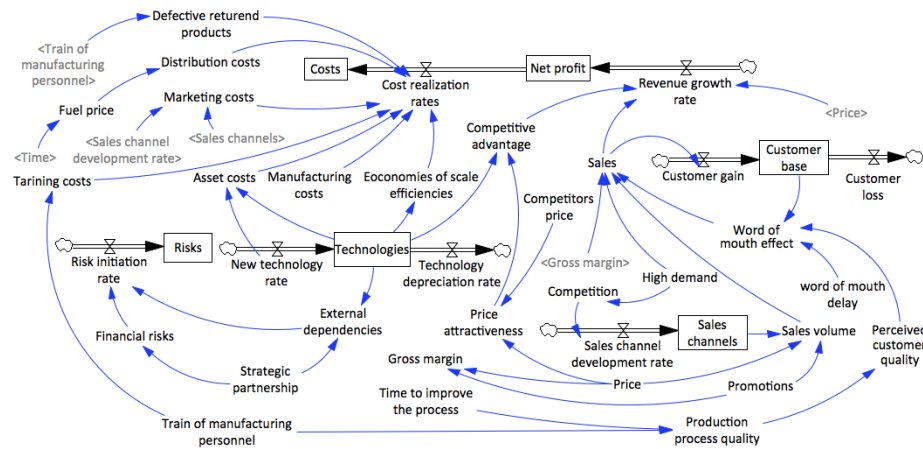 Defective returend
products
<Train of
manufacturing
personnel>
Distribution costs
Costs
Net profit
Cost realization
rates
Revenue growth
rate
Marketing costs
Fuel price
<Price>
<Sales channel
development rate>
<Sales channels>
Competitive
advantage
<Time>
Tarining costs
Asset costs
Manufacturing
costs
Eoconomies of scale
efficiencies
Sales
Customer gain
Customer
base
Customer
loss
Competitors
price
Word of
mouth effect
Risks
Risk initiation
rate
New technology
rate
Technologies
Technology
depreciation rate
<Gross margin>
High demand
word of mouth
delay
Competition
External
dependencies
Price
attractiveness
Financial risks
Sales channel
development rate
Sales
channels
Sales volume
Perceived
customer
quality
Gross margin
Strategic
partnership
Price
Promotions
Time to improve
the process
Train of manufacturing
personnel
Production
process quality